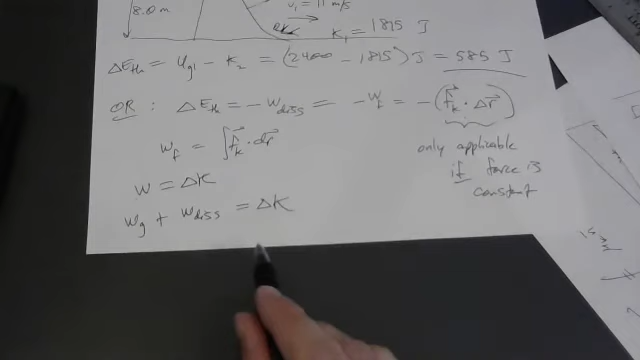 8.0 m
v₁ = 11 m/s
K₁ = 1815 J
ΔE_th = U_g1 - K₂ = (2400 - 1815) J = 585 J
OR : ΔE_th = -W_diss = -W_f = -(f⃗_k · Δr⃗)
W_f = ∫f⃗_k · dr⃗
only applicable
if force is
constant
W = ΔK
W_g + W_diss = ΔK